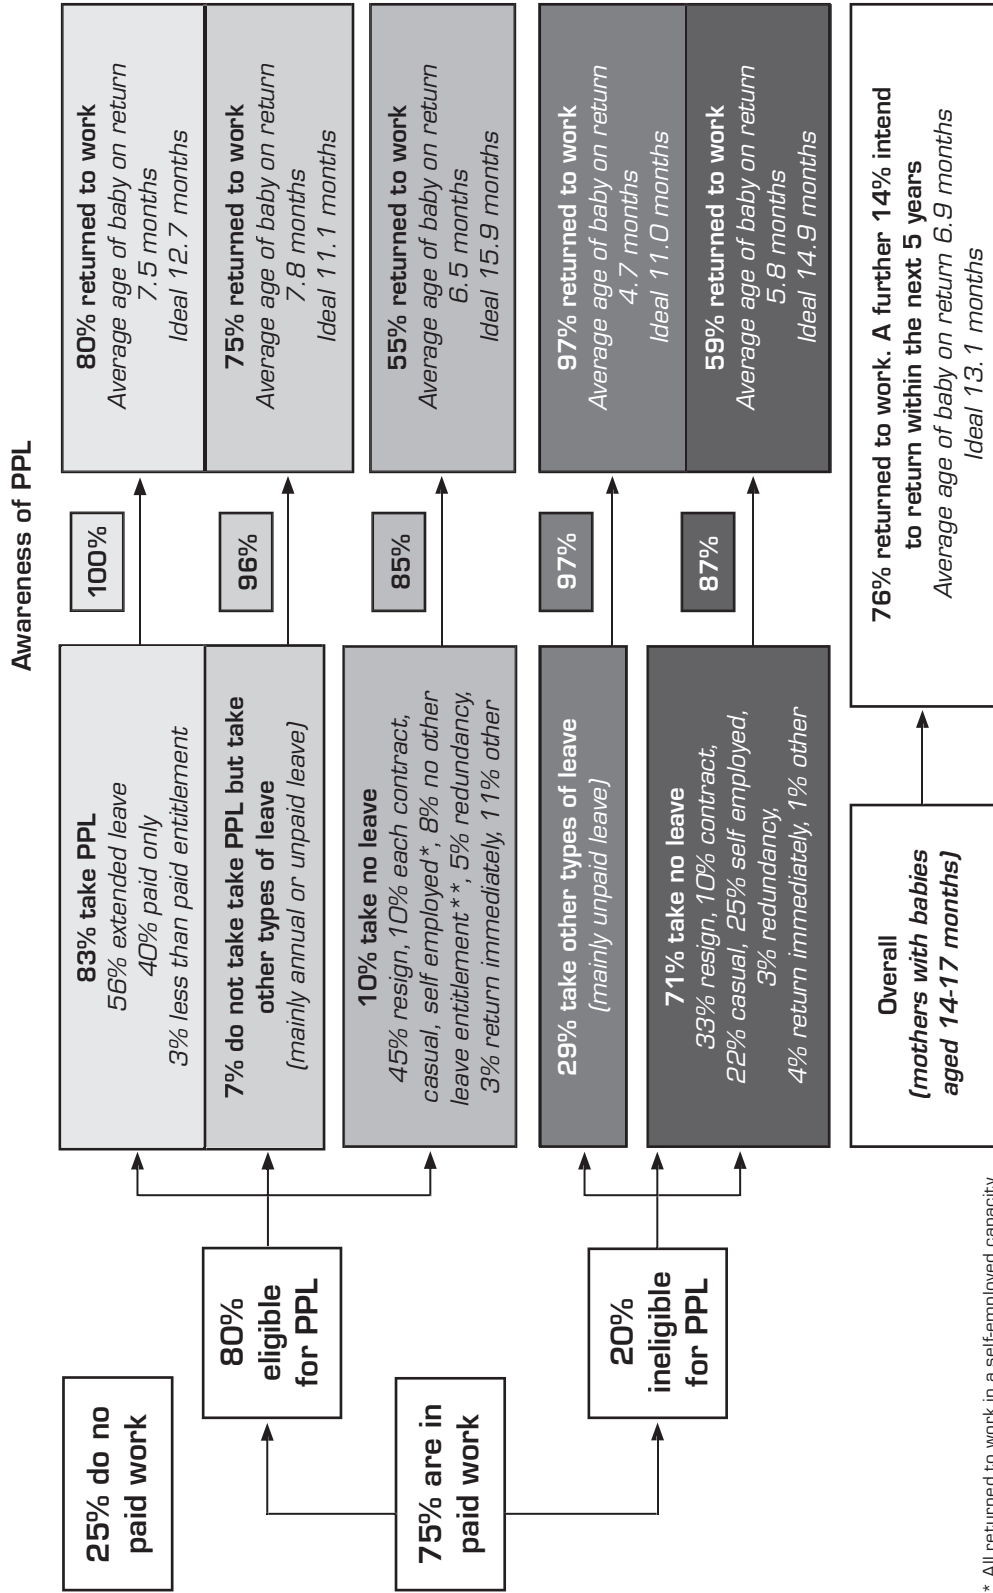 Awareness of PPL
25% do no
paid work
75% are in
paid work
80%
eligible
for PPL
20%
ineligible
for PPL
83% take PPL
56% extended leave
40% paid only
3% less than paid entitlement
7% do not take PPL but take
other types of leave
(mainly annual or unpaid leave)
10% take no leave
45% resign, 10% each contract,
casual, self employed*, 8% no other
leave entitlement**, 5% redundancy,
3% return immediately, 11% other
29% take other types of leave
(mainly unpaid leave)
71% take no leave
33% resign, 10% contract,
22% casual, 25% self employed,
3% redundancy,
4% return immediately, 1% other
100%
96%
85%
97%
87%
80% returned to work
Average age of baby on return
7.5 months
Ideal 12.7 months
75% returned to work
Average age of baby on return
7.8 months
Ideal 11.1 months
55% returned to work
Average age of baby on return
6.5 months
Ideal 15.9 months
97% returned to work
Average age of baby on return
4.7 months
Ideal 11.0 months
59% returned to work
Average age of baby on return
5.8 months
Ideal 14.9 months
Overall
(mothers with babies
aged 14-17 months)
76% returned to work. A further 14% intend
to return within the next 5 years
Average age of baby on return 6.9 months
Ideal 13.1 months
* All returned to work in a self-employed capacity